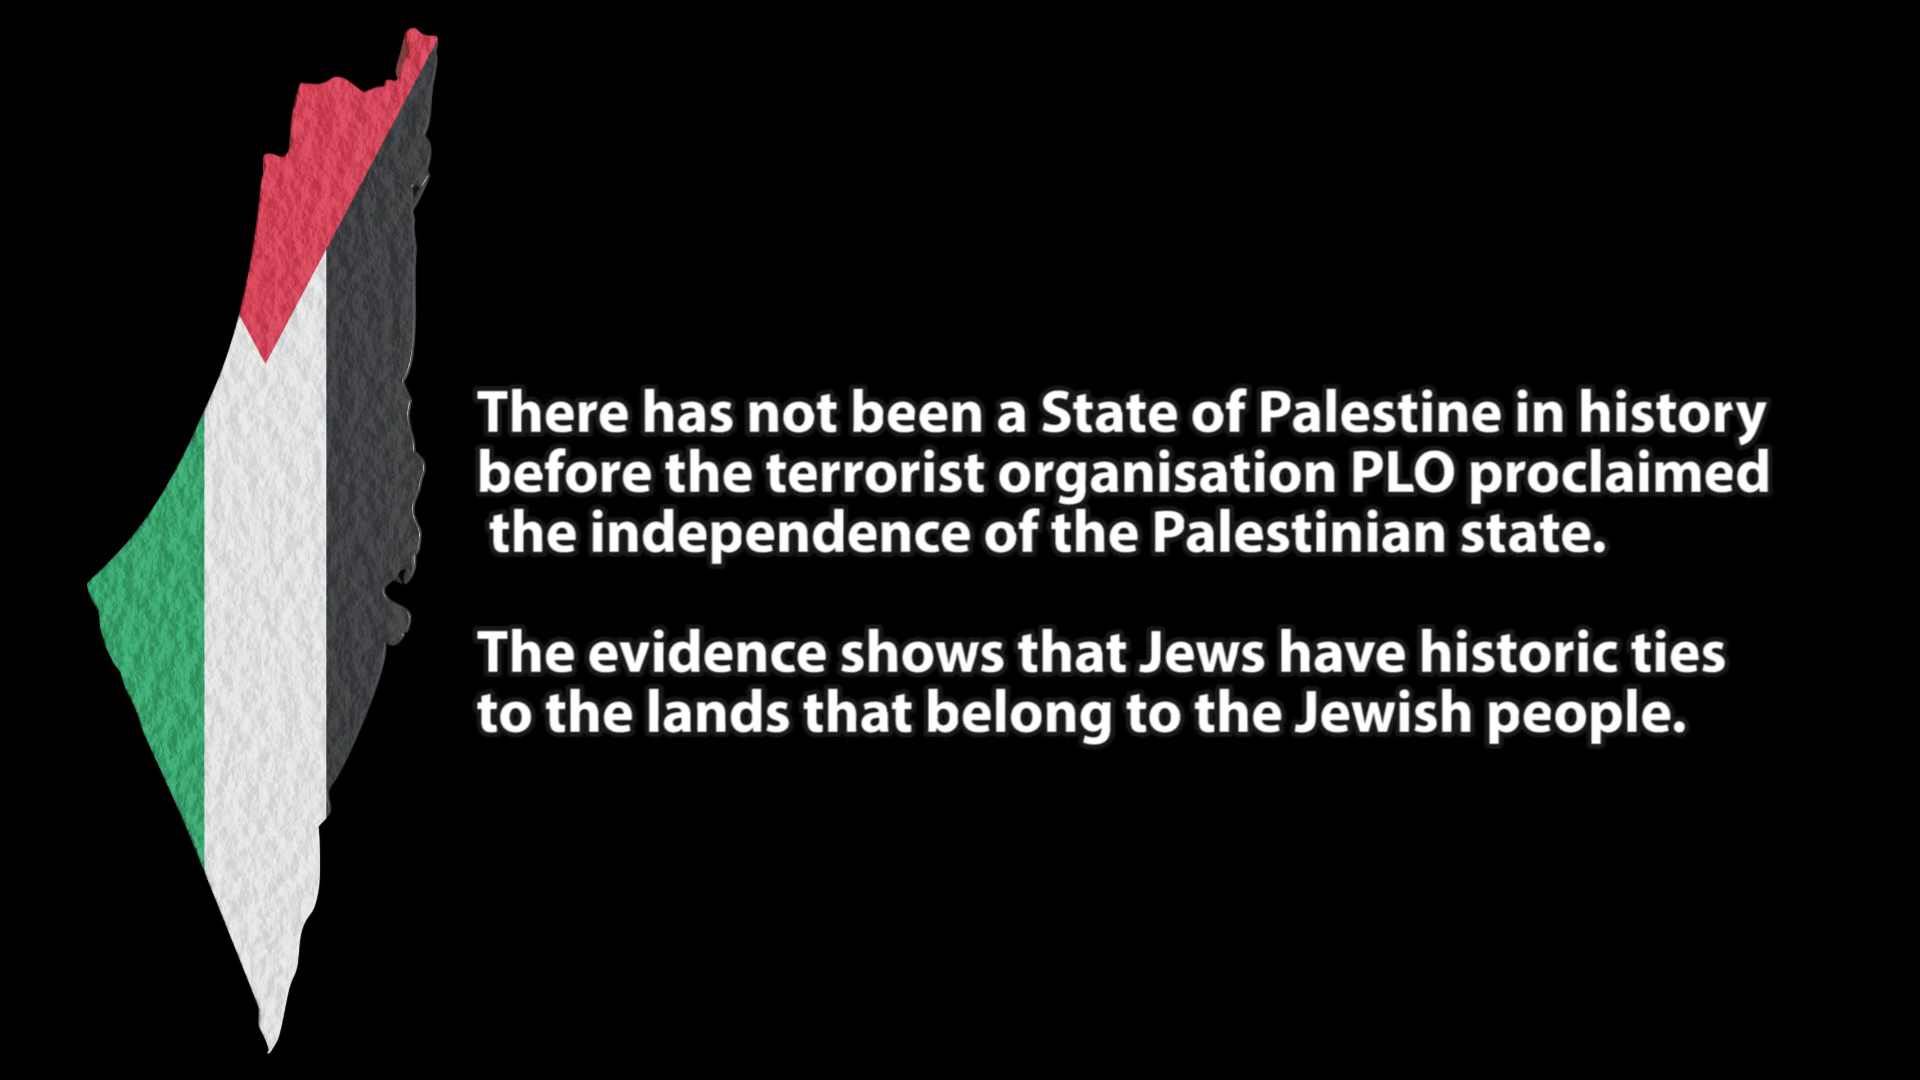 There has not been a State of Palestine in history
before the terrorist organisation PLO proclaimed
the independence of the Palestinian state.
The evidence shows that Jews have historic ties
to the lands that belong to the Jewish people.